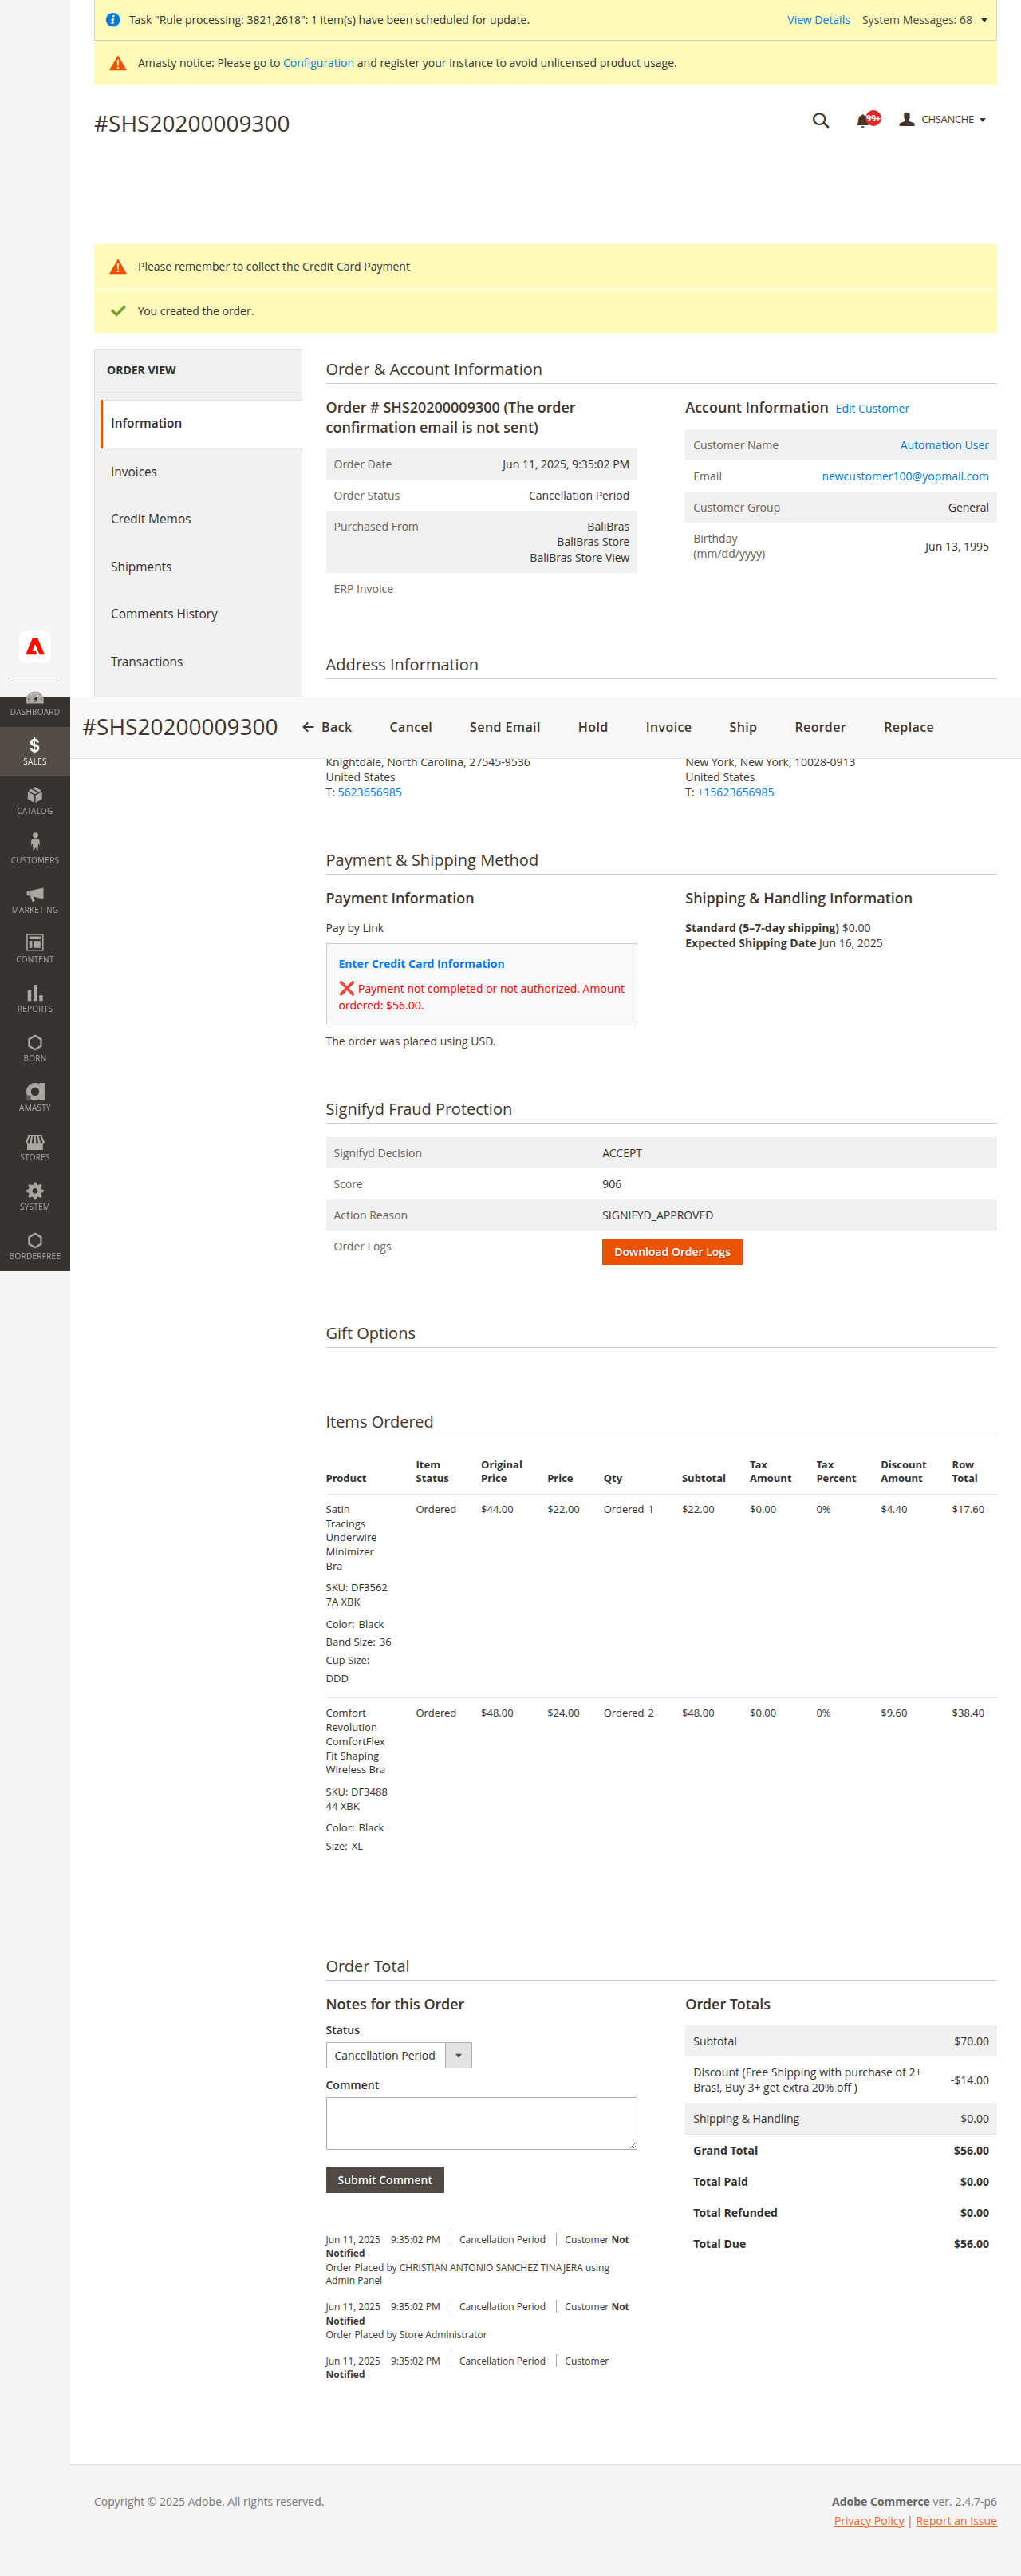 Task "Rule processing: 3821,2618": 1 item(s) have been scheduled for update.
View Details
System Messages: 68
Amasty notice: Please go to Configuration and register your instance to avoid unlicensed product usage.
#SHS20200009300
99+
CHSANCHE
Please remember to collect the Credit Card Payment
You created the order.
ORDER VIEW
Information
Invoices
Credit Memos
Shipments
Comments History
Transactions
Order & Account Information
Order # SHS20200009300 (The order
confirmation email is not sent)
Order Date Jun 11, 2025, 9:35:02 PM
Order Status Cancellation Period
Purchased From BaliBras
BaliBras Store
BaliBras Store View
ERP Invoice
Account Information Edit Customer
Customer Name Automation User
Email newcustomer100@yopmail.com
Customer Group General
Birthday
(mm/dd/yyyy)
Jun 13, 1995
Address Information
DASHBOARD
SALES
CATALOG
CUSTOMERS
MARKETING
CONTENT
REPORTS
BORN
AMASTY
STORES
SYSTEM
BORDERFREE
#SHS20200009300
Back
Cancel
Send Email
Hold
Invoice
Ship
Reorder
Replace
Knightdale, North Carolina, 27545-9536
United States
T: 5623656985
New York, New York, 10028-0913
United States
T: +15623656985
Payment & Shipping Method
Payment Information
Pay by Link
Enter Credit Card Information
Payment not completed or not authorized. Amount
ordered: $56.00.
The order was placed using USD.
Shipping & Handling Information
Standard (5–7-day shipping) $0.00
Expected Shipping Date Jun 16, 2025
Signifyd Fraud Protection
Signifyd Decision ACCEPT
Score 906
Action Reason SIGNIFYD_APPROVED
Order Logs Download Order Logs
Gift Options
Items Ordered
Product Item Status Original Price Price Qty Subtotal Tax Amount Tax Percent Discount Amount Row Total
Satin Ordered $44.00 $22.00 Ordered 1 $22.00 $0.00 0% $4.40 $17.60
Tracings
Underwire
Minimizer
Bra
SKU: DF3562
7A XBK
Color: Black
Band Size: 36
Cup Size:
DDD
Comfort Ordered $48.00 $24.00 Ordered 2 $48.00 $0.00 0% $9.60 $38.40
Revolution
ComfortFlex
Fit Shaping
Wireless Bra
SKU: DF3488
44 XBK
Color: Black
Size: XL
Order Total
Notes for this Order
Status
Cancellation Period
Comment
Submit Comment
Jun 11, 2025 9:35:02 PM Cancellation Period Customer Not
Notified
Order Placed by CHRISTIAN ANTONIO SANCHEZ TINAJERA using
Admin Panel
Jun 11, 2025 9:35:02 PM Cancellation Period Customer Not
Notified
Order Placed by Store Administrator
Jun 11, 2025 9:35:02 PM Cancellation Period Customer
Notified
Order Totals
Subtotal $70.00
Discount (Free Shipping with purchase of 2+
Bras!, Buy 3+ get extra 20% off )
-$14.00
Shipping & Handling $0.00
Grand Total $56.00
Total Paid $0.00
Total Refunded $0.00
Total Due $56.00
Copyright © 2025 Adobe. All rights reserved.
Adobe Commerce ver. 2.4.7-p6
Privacy Policy | Report an Issue